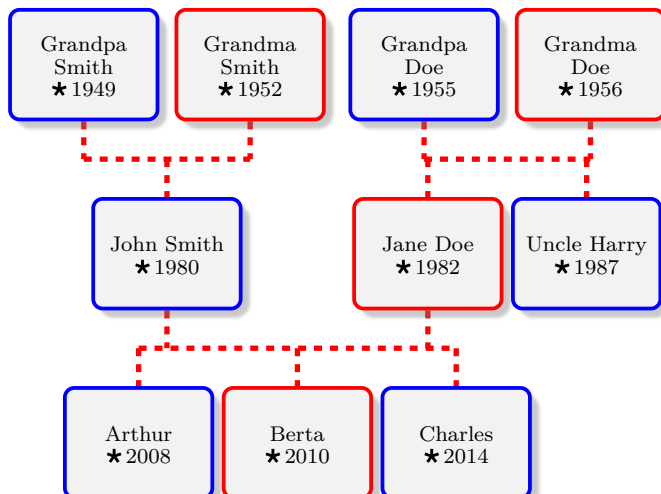 Grandpa
Smith
★ 1949
Grandma
Smith
★ 1952
Grandpa
Doe
★ 1955
Grandma
Doe
★ 1956
John Smith
★ 1980
Jane Doe
★ 1982
Uncle Harry
★ 1987
Arthur
★ 2008
Berta
★ 2010
Charles
★ 2014